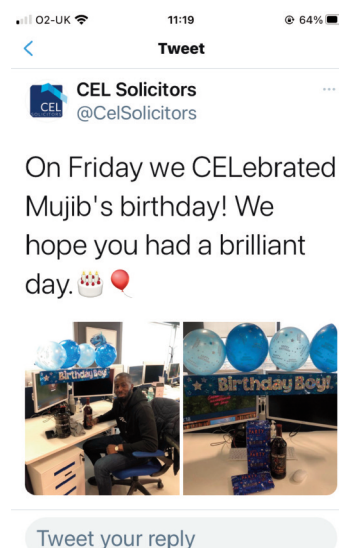 O2-UK 11:19 64%
Tweet
CEL
SOLICITORS
CEL Solicitors
@CelSolicitors
On Friday we CELebrated
Mujib's birthday! We
hope you had a brilliant
day.🎂🎈
Birthday Boy
Birthday Boy!
Tweet your reply